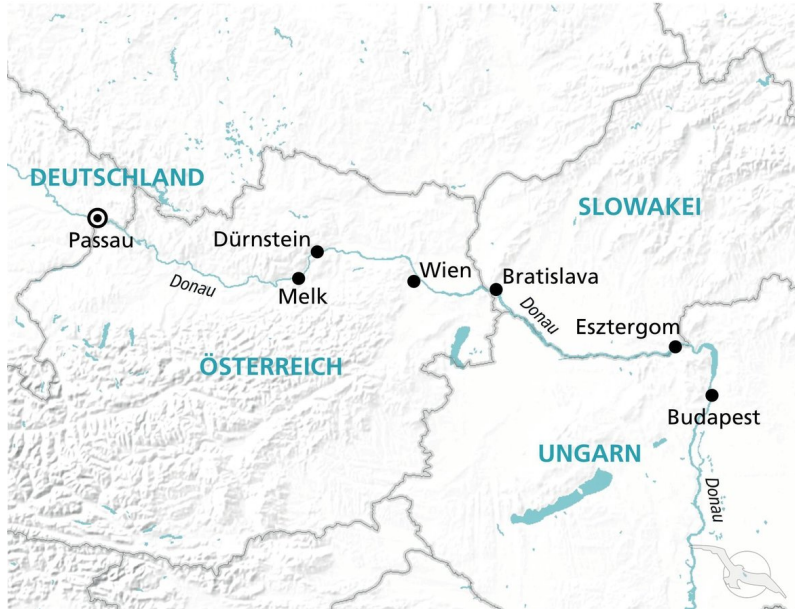 DEUTSCHLAND
Passau
SLOWAKEI
Dürnstein
Donau
Melk
Wien
Bratislava
Donau
Esztergom
ÖSTERREICH
Budapest
UNGARN
Donau